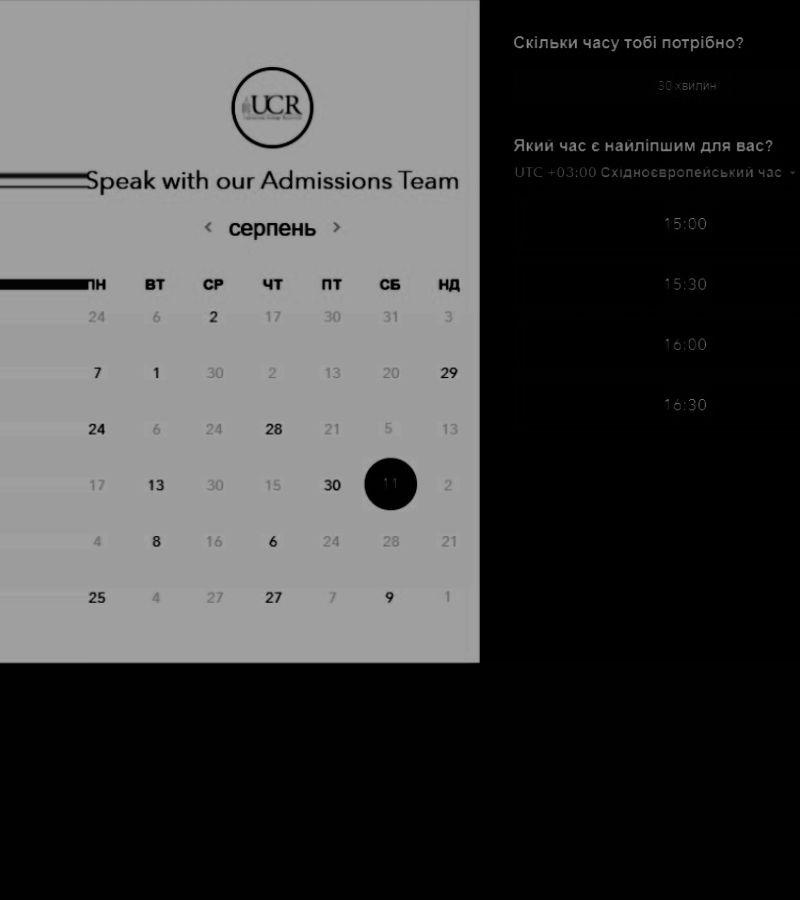 UCR
Speak with our Admissions Team
< серпень >
ПН ВТ СР ЧТ ПТ СБ НД
24 6 2 17 30 31 3
7 1 30 2 13 20 29
24 6 24 28 21 5 13
17 13 30 15 30 11 2
4 8 16 6 24 28 21
25 4 27 27 7 9 1
Скільки часу тобі потрібно?
30 хвилин
Який час є найліпшим для вас?
UTC +03:00 Східноєвропейський час
15:00
15:30
16:00
16:30